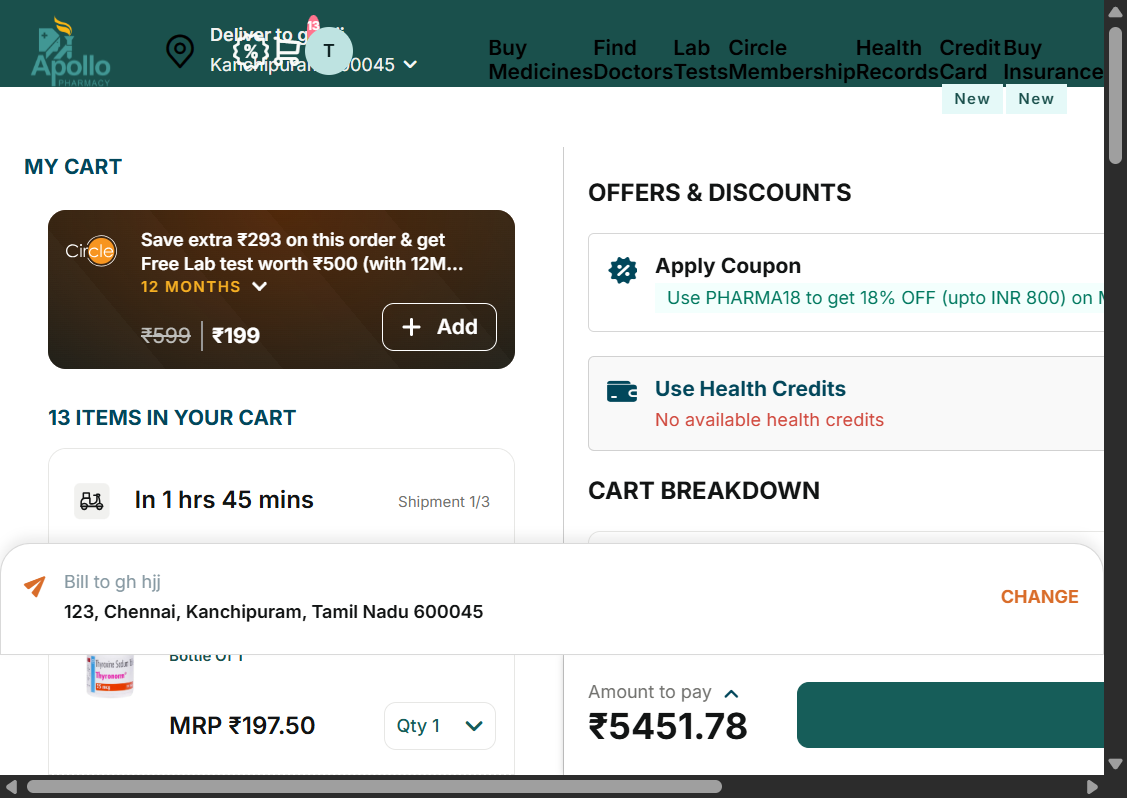 Apollo
PHARMACY
Deliver to g
Kanchipuram 600045
13
T
Buy Medicines
Find Doctors
Lab Tests
Circle Membership
Health Records
Credit Card
New
Buy Insurance
New
MY CART
Circle
Save extra ₹293 on this order & get
Free Lab test worth ₹500 (with 12M...
12 MONTHS
₹599
₹199
+ Add
13 ITEMS IN YOUR CART
In 1 hrs 45 mins
Shipment 1/3
OFFERS & DISCOUNTS
Apply Coupon
Use PHARMA18 to get 18% OFF (upto INR 800) on
Use Health Credits
No available health credits
CART BREAKDOWN
Bill to gh hjj
123, Chennai, Kanchipuram, Tamil Nadu 600045
CHANGE
Bottle Of 1
Thyronorm
MRP ₹197.50
Qty 1
Amount to pay
₹5451.78